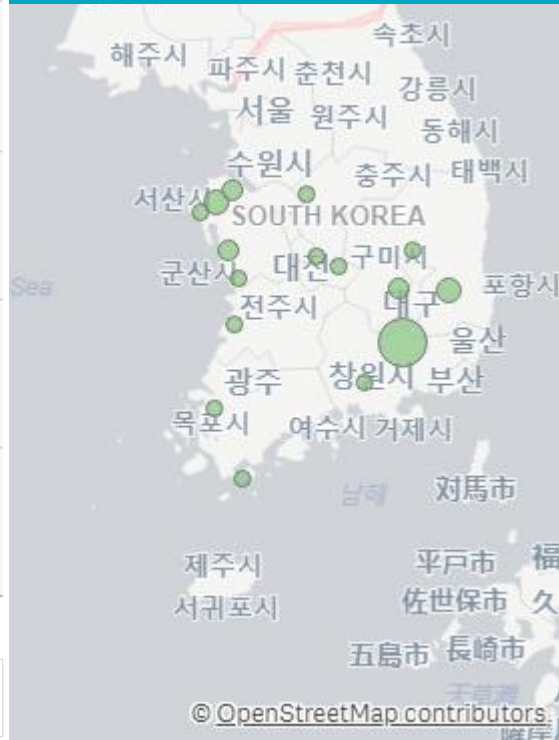 속초시
해주시
파주시 춘천시
강릉시
서울 원주시
동해시
수원시
충주시 태백시
서산시
SOUTH KOREA
대전 구미시
군산시
Sea
포항시
대구
전주시
울산
창원시 부산
광주
목포시 여수시 거제시
남해
対馬市
제주시
平戸市 福
서귀포시
佐世保市 久
五島市 長崎市
天草灘
© OpenStreetMap contributors